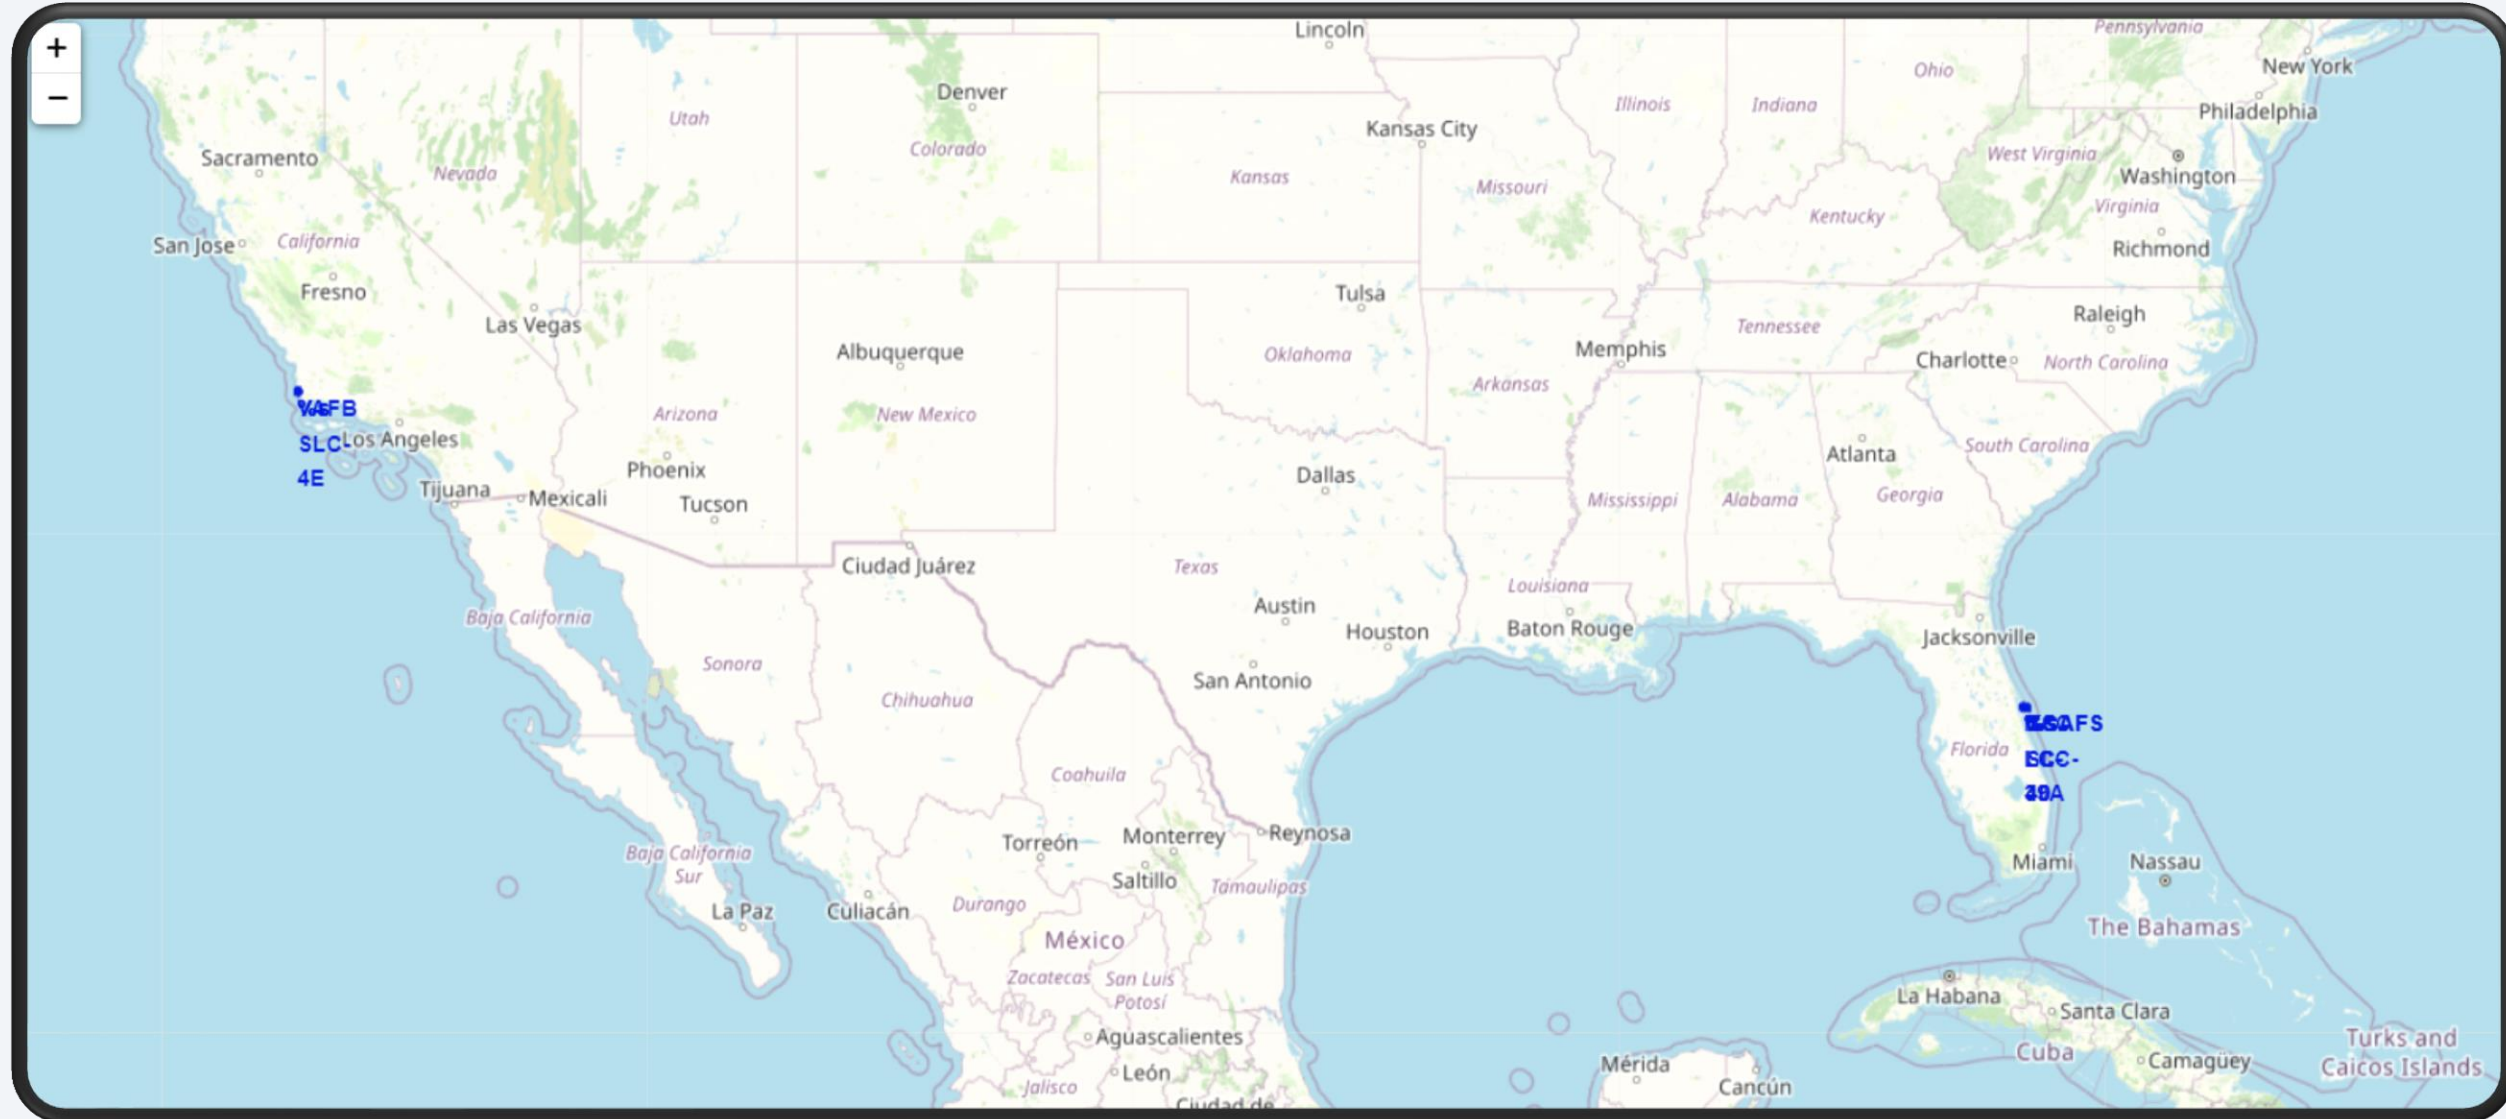 +
−
Lincoln
Pennsylvania
New York
Ohio
Denver
Utah
Illinois
Indiana
Philadelphia
Kansas City
Colorado
Sacramento
West Virginia
Nevada
Kansas
Missouri
Washington
Virginia
Kentucky
San Jose
California
Richmond
Fresno
Tulsa
Las Vegas
Raleigh
Tennessee
Albuquerque
Oklahoma
Memphis
Charlotte
North Carolina
Arkansas
VAFB
SLC-
4E
Los Angeles
Arizona
New Mexico
Atlanta
South Carolina
Phoenix
Dallas
Tijuana
Mexicali
Tucson
Mississippi
Alabama
Georgia
Ciudad Juárez
Texas
Louisiana
Austin
Baja California
Houston
Baton Rouge
Jacksonville
Sonora
San Antonio
Chihuahua
Florida
Coahuila
Torreón
Monterrey
Reynosa
Baja California
Sur
Saltillo
Tamaulipas
Miami
Nassau
La Paz
Culiacán
Durango
The Bahamas
México
Zacatecas
San Luis
Potosí
La Habana
Santa Clara
Aguascalientes
Turks and
Caicos Islands
Cuba
Camagüey
Mérida
León
Jalisco
Cancún
Ciudad de